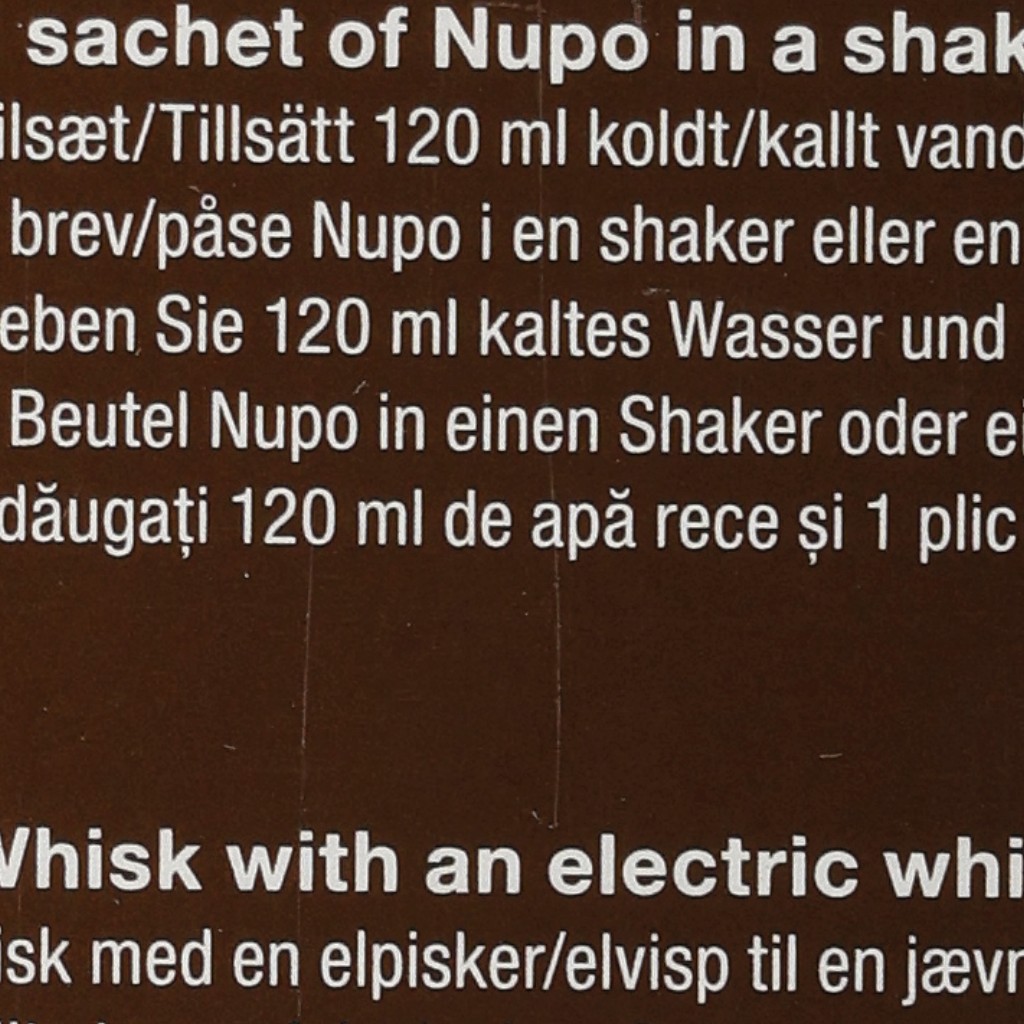 sachet of Nupo in a shak
ilsæt/Tillsätt 120 ml koldt/kallt vand
brev/påse Nupo i en shaker eller en
eben Sie 120 ml kaltes Wasser und
Beutel Nupo in einen Shaker oder ei
dăugați 120 ml de apă rece și 1 plic
Whisk with an electric whi
isk med en elpisker/elvisp til en jævn